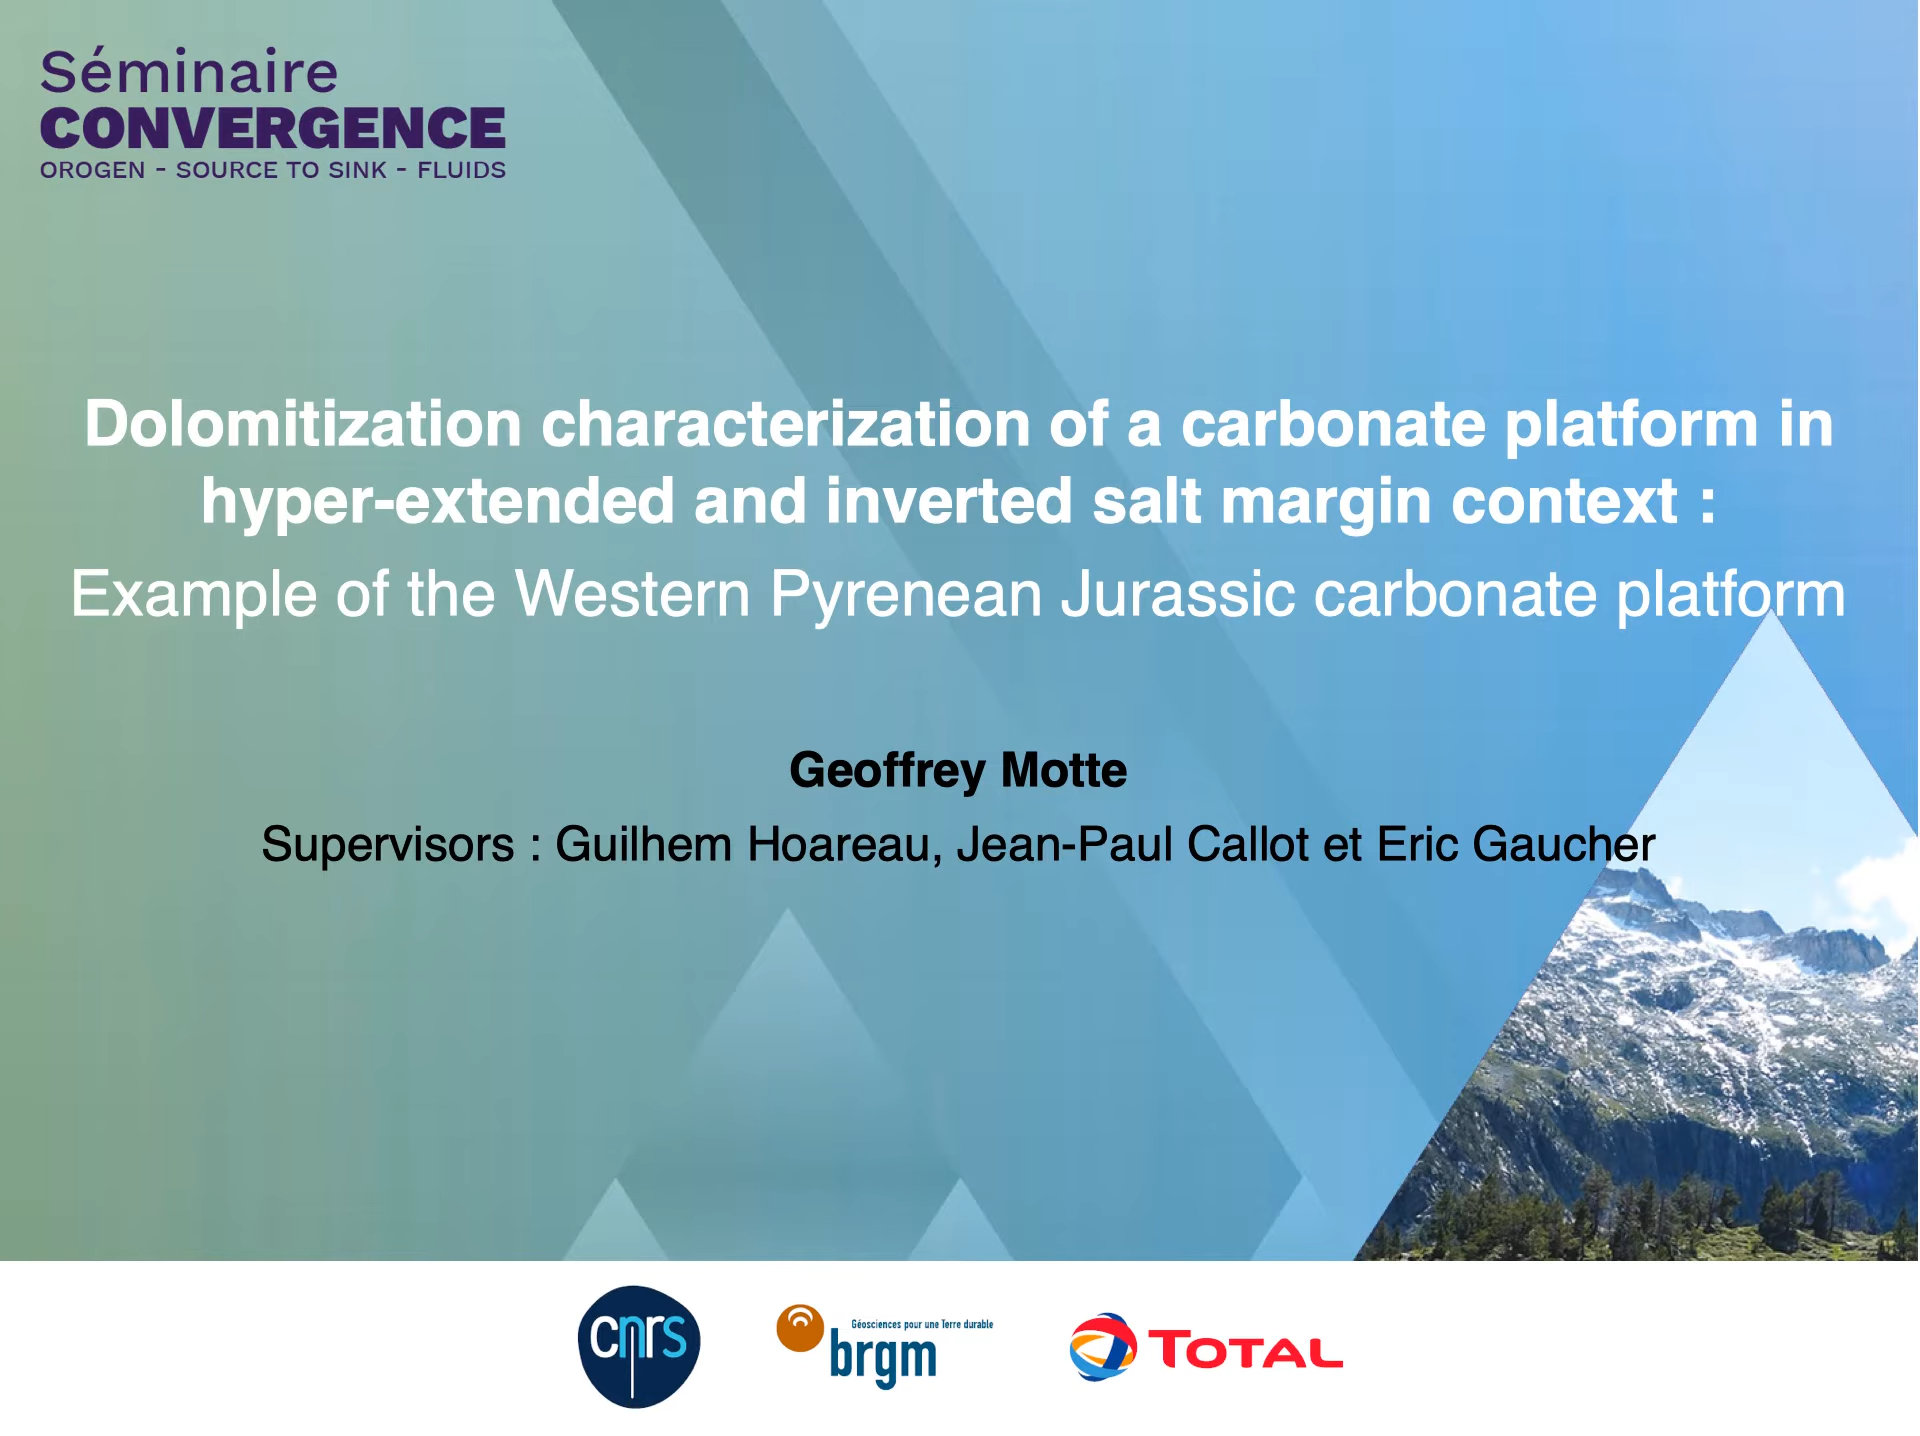 Séminaire
CONVERGENCE
OROGEN - SOURCE TO SINK - FLUIDS
Dolomitization characterization of a carbonate platform in
hyper-extended and inverted salt margin context :
Example of the Western Pyrenean Jurassic carbonate platform
Geoffrey Motte
Supervisors : Guilhem Hoareau, Jean-Paul Callot et Eric Gaucher
cnrs
Géosciences pour une Terre durable
brgm
TOTAL